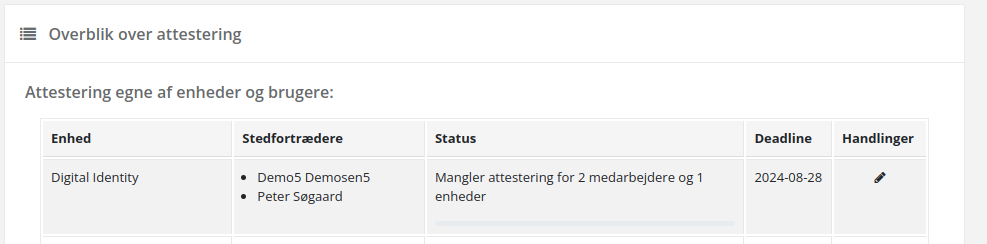 Overblik over attestering
Attestering egne af enheder og brugere:
Enhed Stedfortrædere Status Deadline Handlinger
Digital Identity
Demo5 Demosen5
Peter Søgaard
Mangler attestering for 2 medarbejdere og 1
enheder
2024-08-28